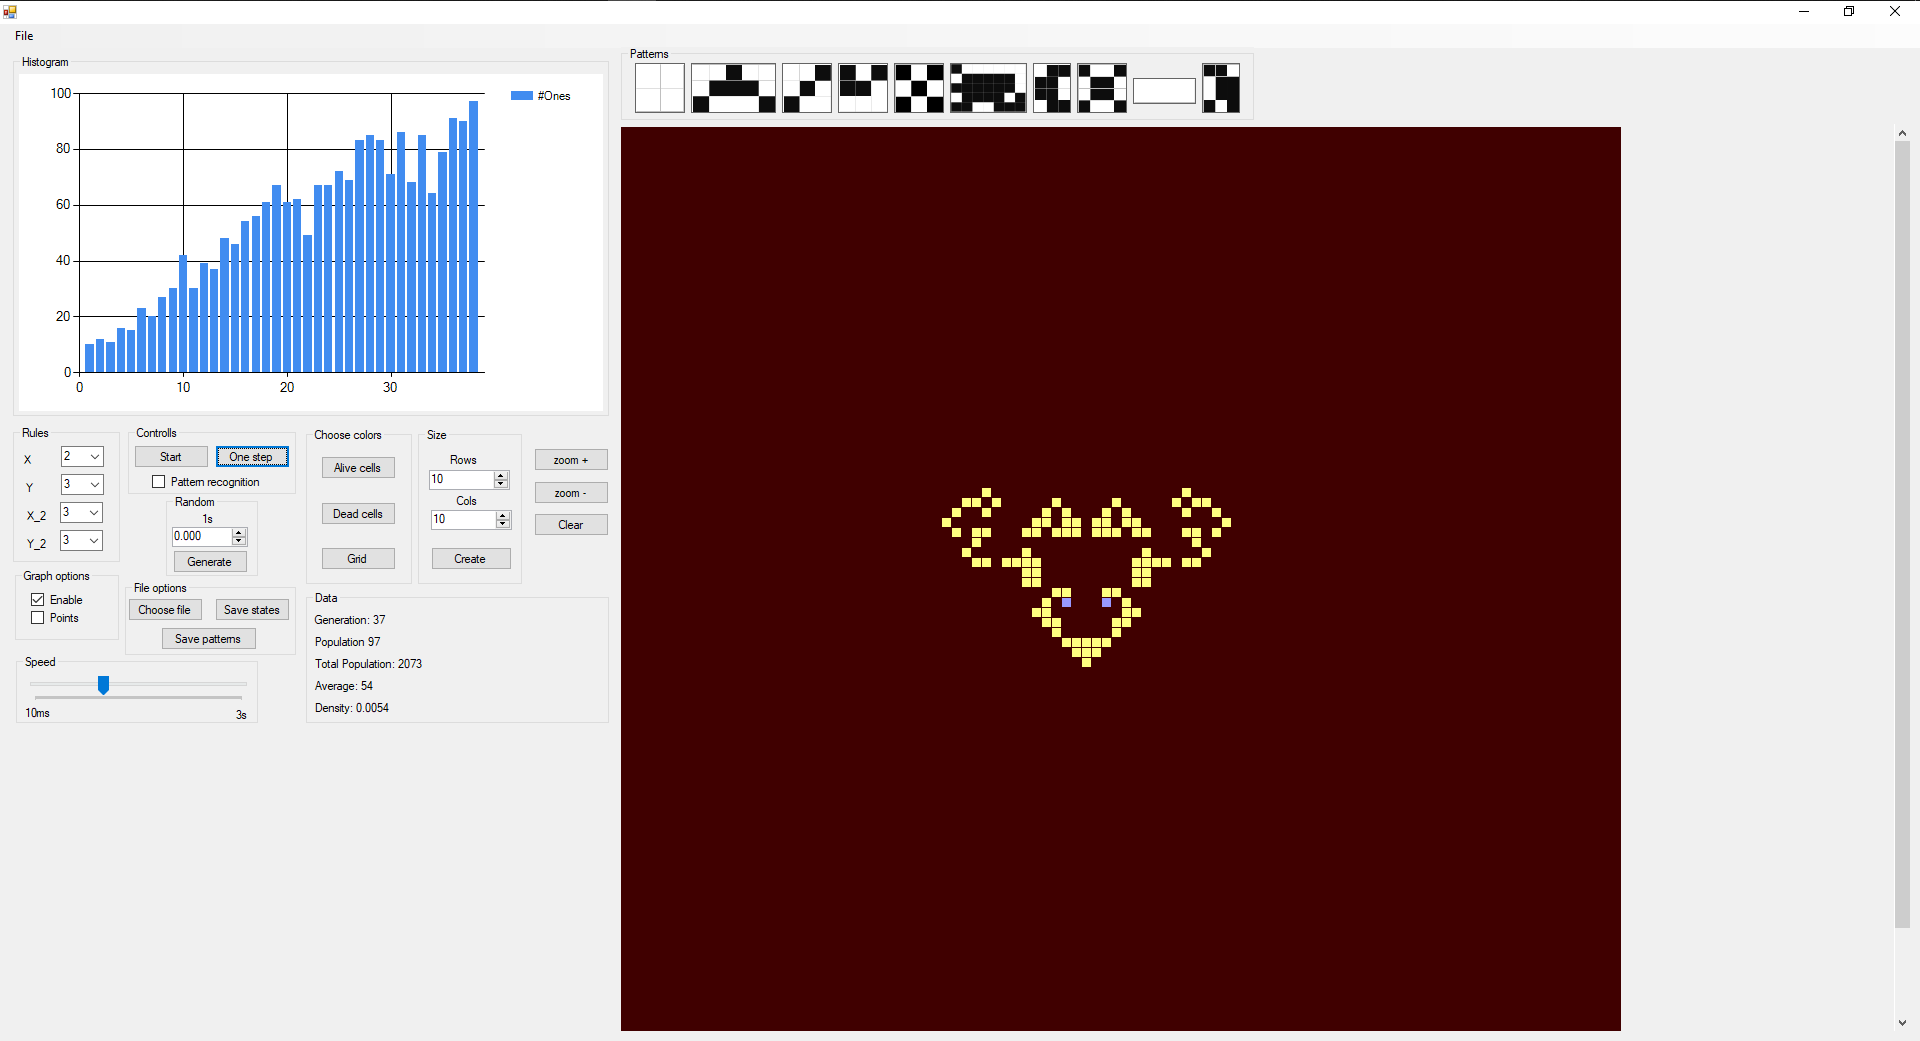 File
Histogram
100
80
60
40
20
0
0 10 20 30
#Ones
Patterns
Rules
X 2
Y 3
X_2 3
Y_2 3
Controlls
Start One step
Pattern recognition
Random
1s
0.000
Generate
Choose colors
Alive cells
Dead cells
Grid
Size
Rows
10
Cols
10
Create
zoom +
zoom -
Clear
Graph options
Enable
Points
File options
Choose file Save states
Save patterns
Speed
10ms 3s
Data
Generation: 37
Population 97
Total Population: 2073
Average: 54
Density: 0.0054